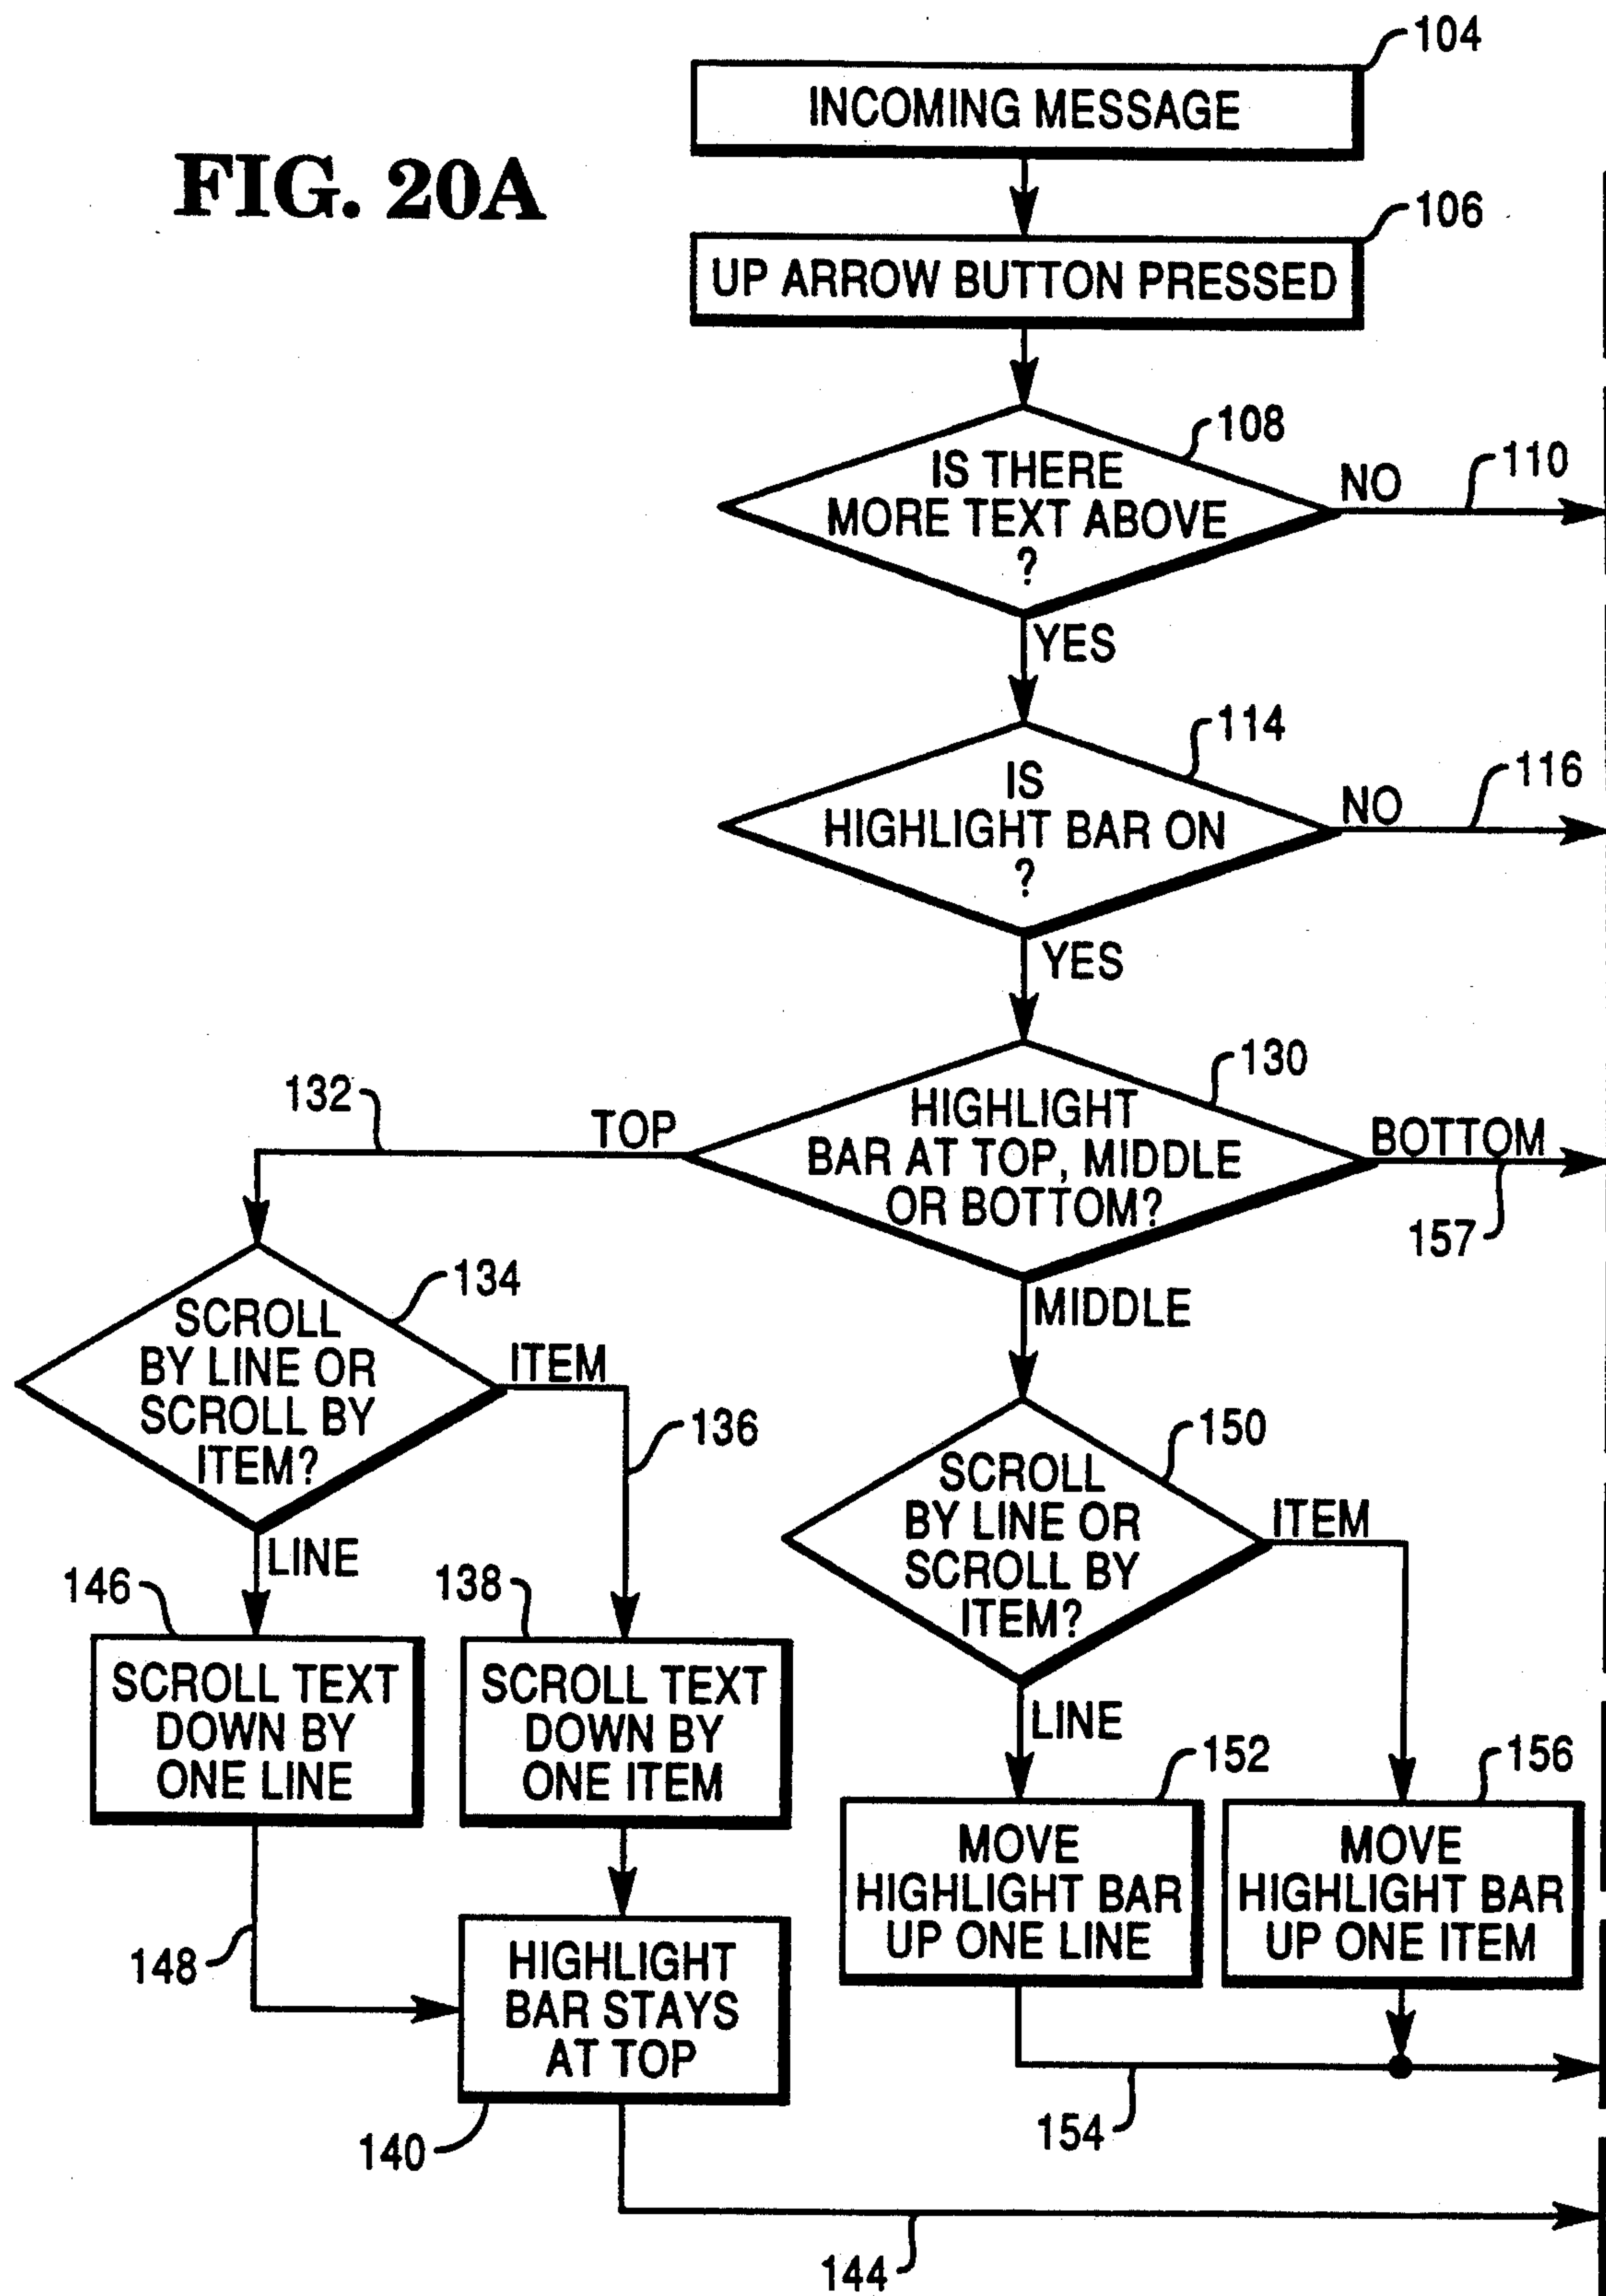 FIG. 20A
104
INCOMING MESSAGE
106
UP ARROW BUTTON PRESSED
108
IS THERE
MORE TEXT ABOVE
?
NO
110
YES
114
IS
HIGHLIGHT BAR ON
?
NO
116
YES
130
HIGHLIGHT
BAR AT TOP, MIDDLE
OR BOTTOM?
132
TOP
BOTTOM
157
MIDDLE
134
SCROLL
BY LINE OR
SCROLL BY
ITEM?
ITEM
136
LINE
146
SCROLL TEXT
DOWN BY
ONE LINE
138
SCROLL TEXT
DOWN BY
ONE ITEM
148
HIGHLIGHT
BAR STAYS
AT TOP
140
144
150
SCROLL
BY LINE OR
SCROLL BY
ITEM?
ITEM
LINE
152
MOVE
HIGHLIGHT BAR
UP ONE LINE
156
MOVE
HIGHLIGHT BAR
UP ONE ITEM
154